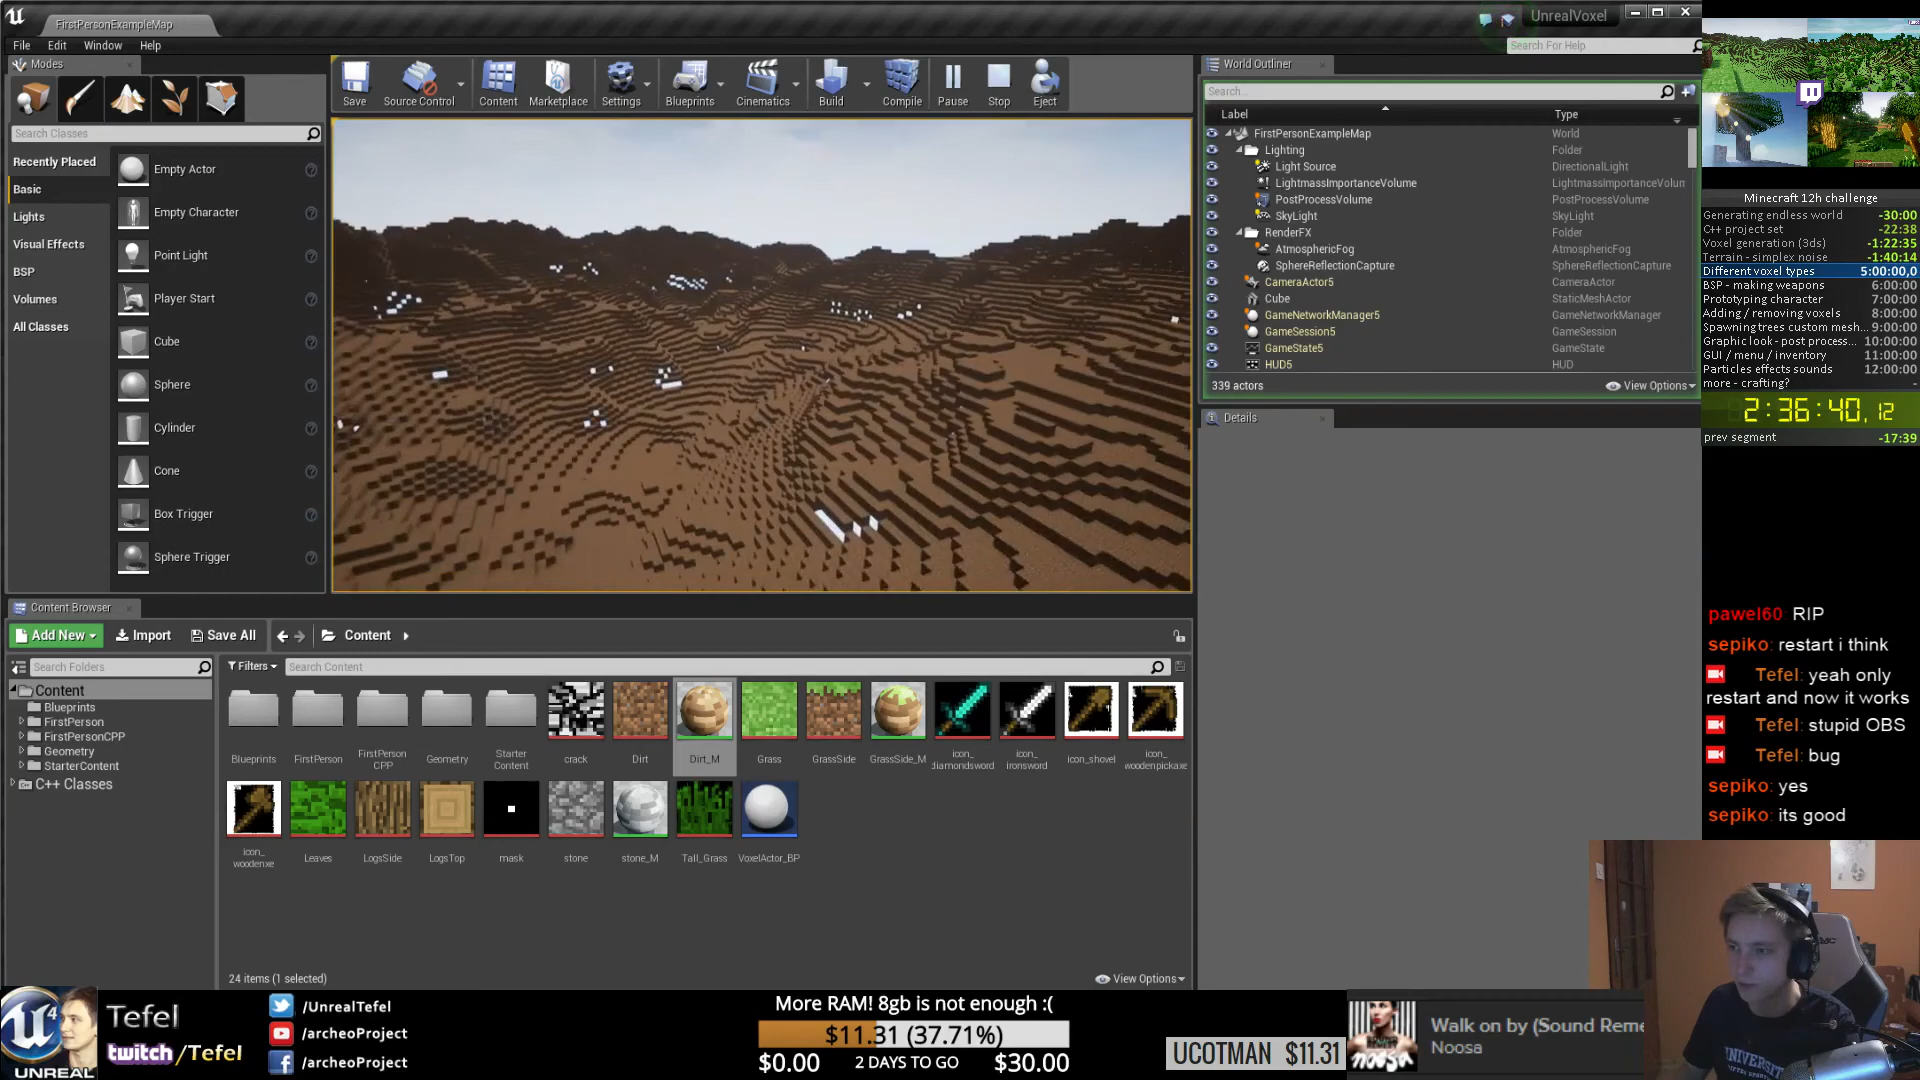 FirstPersonExampleMap
UnrealVoxel
File Edit Window Help
Search For Help
Modes
Save Source Control Content Marketplace Settings Blueprints Cinematics Build Compile Pause Stop Eject
Search Classes
Recently Placed
Basic
Lights
Visual Effects
BSP
Volumes
All Classes
Empty Actor
Empty Character
Point Light
Player Start
Cube
Sphere
Cylinder
Cone
Box Trigger
Sphere Trigger
World Outliner
Search...
Label Type
FirstPersonExampleMap World
Lighting Folder
Light Source DirectionalLight
LightmassImportanceVolume LightmassImportanceVolum
PostProcessVolume PostProcessVolume
SkyLight SkyLight
RenderFX Folder
AtmosphericFog AtmosphericFog
SphereReflectionCapture SphereReflectionCapture
CameraActor5 CameraActor
Cube StaticMeshActor
GameNetworkManager5 GameNetworkManager
GameSession5 GameSession
GameState5 GameState
HUD5 HUD
339 actors View Options
Details
Minecraft 12h challenge
Generating endless world -30:00
C++ project set -22:38
Voxel generation (3ds) -1:22:35
Terrain - simplex noise -1:40:14
Different voxel types 5:00:00,0
BSP - making weapons 6:00:00
Prototyping character 7:00:00
Adding / removing voxels 8:00:00
Spawning trees custom mesh... 9:00:00
Graphic look - post process... 10:00:00
GUI / menu / inventory 11:00:00
Particles effects sounds 12:00:00
more - crafting? -
2:36:40,12
prev segment -17:39
pawel60: RIP
sepiko: restart i think
Tefel: yeah only
restart and now it works
Tefel: stupid OBS
Tefel: bug
sepiko: yes
sepiko: its good
Content Browser
Add New Import Save All Content
Search Folders
Filters Search Content
Content
Blueprints
FirstPerson
FirstPersonCPP
Geometry
StarterContent
C++ Classes
Blueprints FirstPerson FirstPerson CPP Geometry Starter Content crack Dirt Dirt_M Grass GrassSide GrassSide_M icon_diamondsword icon_ironsword icon_shovel icon_woodenpickaxe
icon_woodenxe Leaves LogsSide LogsTop mask stone stone_M Tall_Grass VoxelActor_BP
24 items (1 selected) View Options
4
UNREAL
Tefel
twitch/Tefel
/UnrealTefel
/archeoProject
/archeoProject
More RAM! 8gb is not enough :(
$11.31 (37.71%)
$0.00 2 DAYS TO GO $30.00
UCOTMAN $11.31
noosa
Walk on by (Sound Reme
Noosa
UNIVERSIT